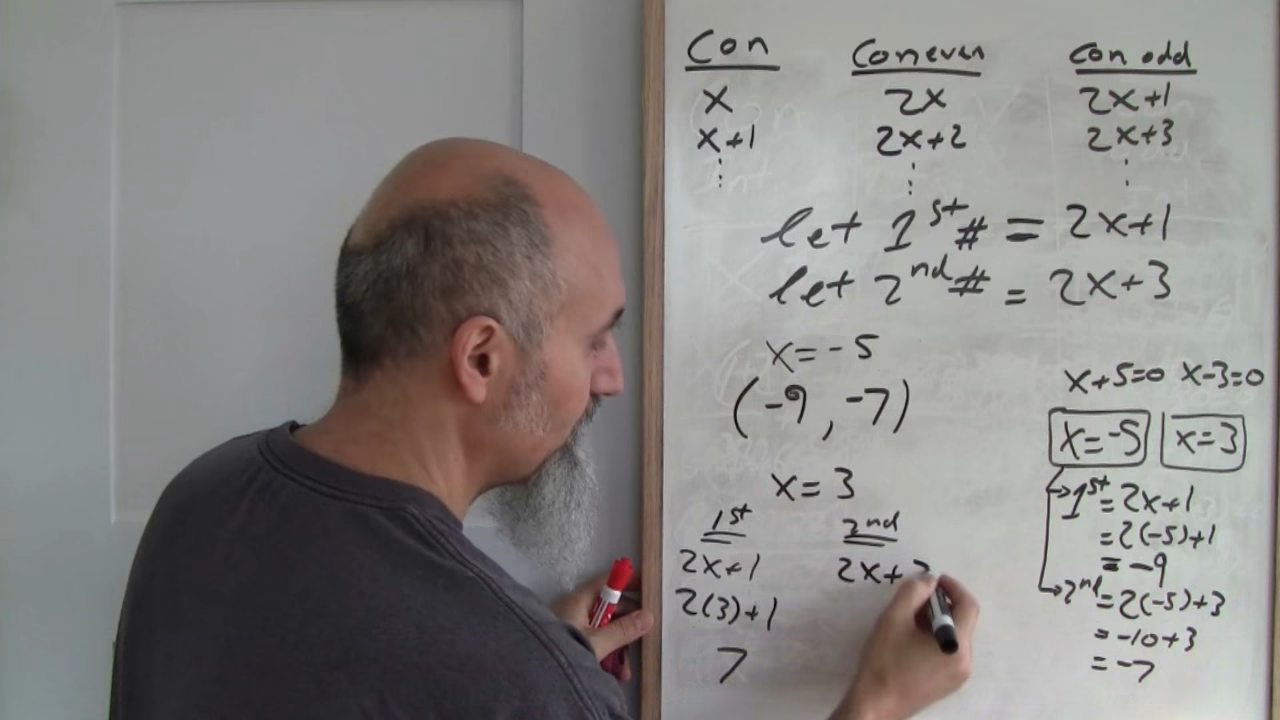 Con Con even Con odd
x 2x 2x+1
x+1 2x+2 2x+3
⋮ ⋮ ⋮
let 1st # = 2x+1
let 2nd # = 2x+3
x=-5
(-9, -7)
x=3
1st 2nd
2x+1 2x+
2(3)+1
7
x+5=0 x-3=0
x=-5 x=3
1st = 2x+1
= 2(-5)+1
= -9
2nd = 2(-5)+3
= -10+3
= -7